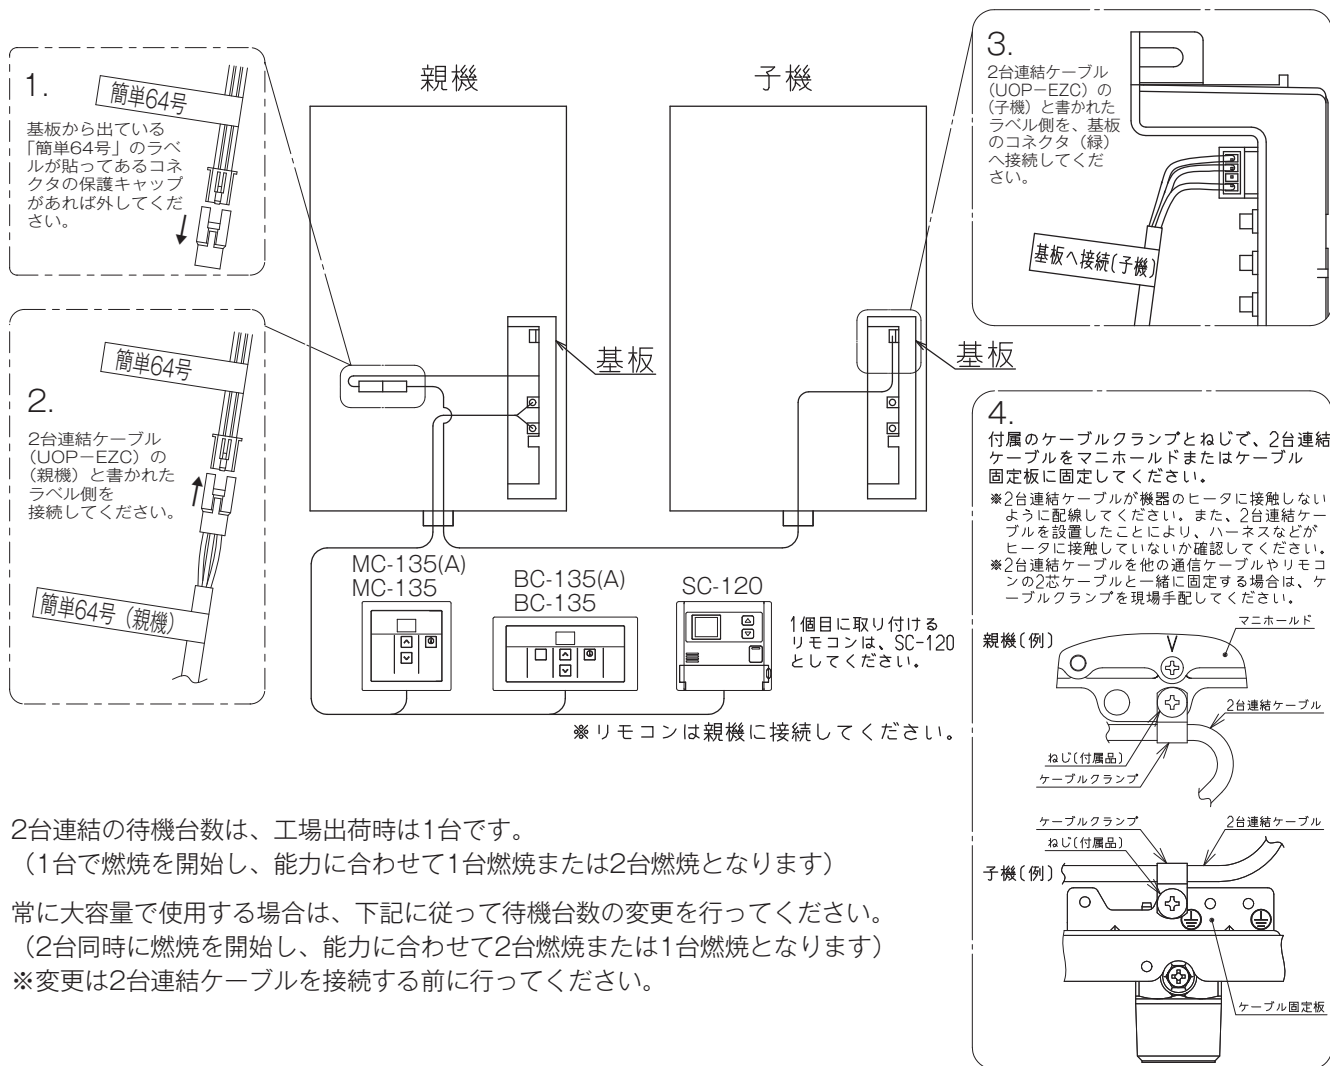 1.
簡単64号
基板から出ている
「簡単64号」のラベ
ルが貼ってあるコネ
クタの保護キャップ
があれば外してくだ
さい。
2.
簡単64号
2台連結ケーブル
（UOP−EZC）の
（親機）と書かれた
ラベル側を
接続してください。
簡単64号（親機）
親機
基板
子機
基板
3.
2台連結ケーブル
（UOP−EZC）の
（子機）と書かれた
ラベル側を、基板
のコネクタ（緑）
へ接続してくだ
さい。
基板へ接続(子機)
MC-135(A)
MC-135
BC-135(A)
BC-135
SC-120
1個目に取り付ける
リモコンは、SC-120
としてください。
※リモコンは親機に接続してください。
4.
付属のケーブルクランプとねじで、2台連結
ケーブルをマニホールドまたはケーブル
固定板に固定してください。
※2台連結ケーブルが機器のヒータに接触しない
ように配線してください。また、2台連結ケー
ブルを設置したことにより、ハーネスなどが
ヒータに接触していないか確認してください。
※2台連結ケーブルを他の通信ケーブルやリモコ
ンの2芯ケーブルと一緒に固定する場合は、ケ
ーブルクランプを現場手配してください。
親機(例)
マニホールド
2台連結ケーブル
ねじ(付属品)
ケーブルクランプ
ケーブルクランプ
2台連結ケーブル
ねじ(付属品)
子機(例)
ケーブル固定板
2台連結の待機台数は、工場出荷時は1台です。
（1台で燃焼を開始し、能力に合わせて1台燃焼または2台燃焼となります）
常に大容量で使用する場合は、下記に従って待機台数の変更を行ってください。
（2台同時に燃焼を開始し、能力に合わせて2台燃焼または1台燃焼となります）
※変更は2台連結ケーブルを接続する前に行ってください。